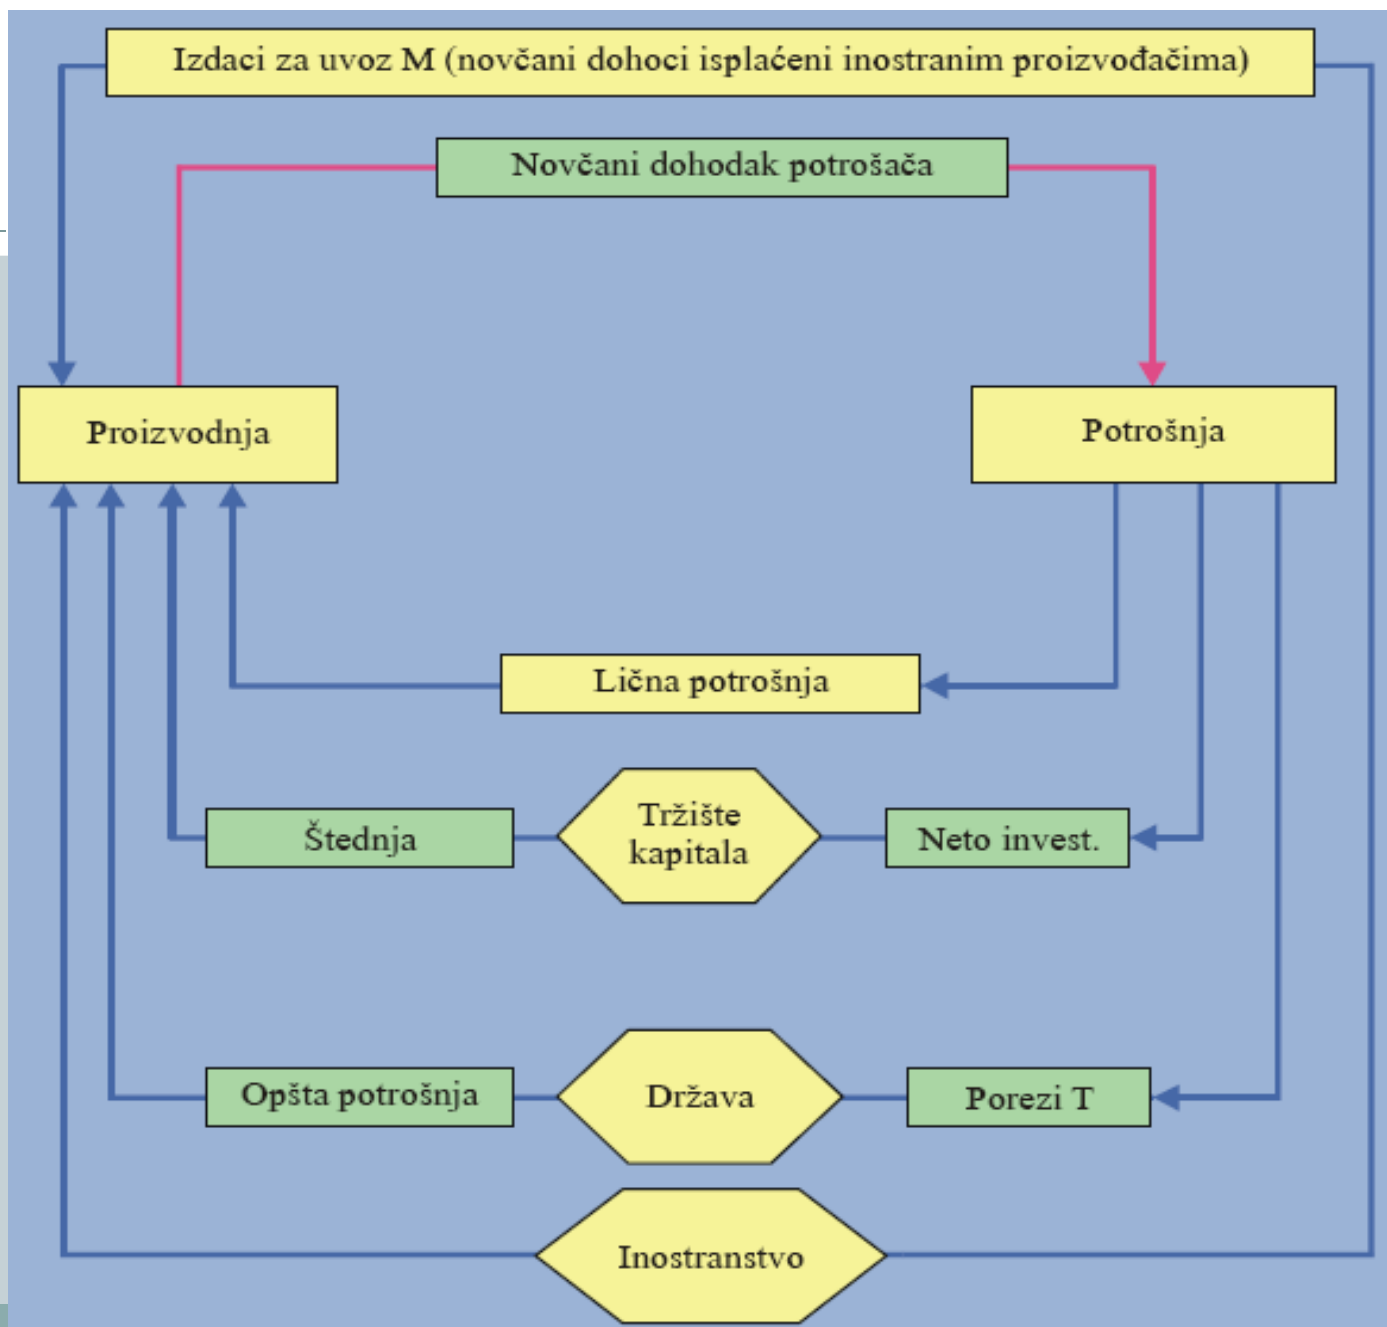 Izdaci za uvoz M (novčani dohoci isplaćeni inostranim proizvođačima)
Novčani dohodak potrošača
Proizvodnja
Potrošnja
Lična potrošnja
Štednja
Tržište
kapitala
Neto invest.
Opšta potrošnja
Država
Porezi T
Inostranstvo